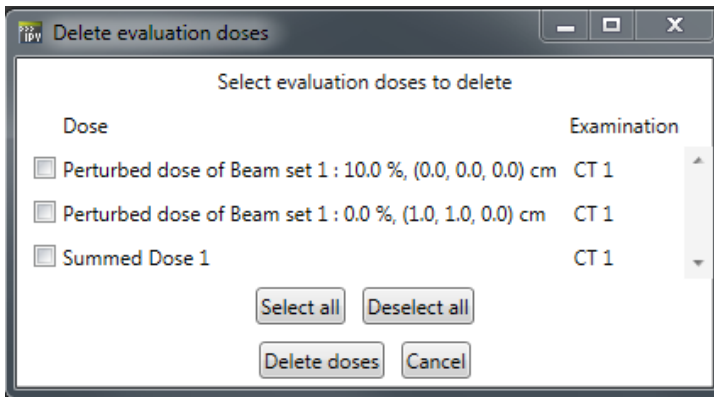 Delete evaluation doses
Select evaluation doses to delete
Dose Examination
Perturbed dose of Beam set 1 : 10.0 %, (0.0, 0.0, 0.0) cm CT 1
Perturbed dose of Beam set 1 : 0.0 %, (1.0, 1.0, 0.0) cm CT 1
Summed Dose 1 CT 1
Select all Deselect all
Delete doses Cancel